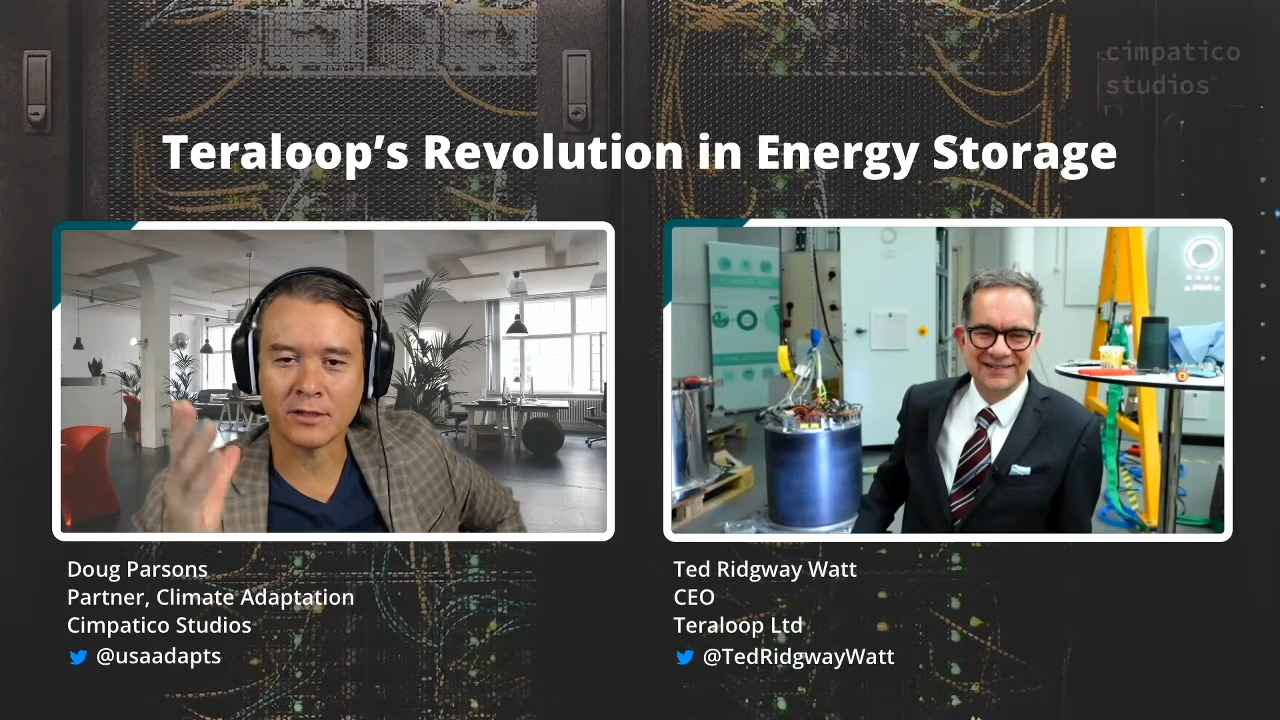 cimpatico
studios
Teraloop's Revolution in Energy Storage
Doug Parsons
Partner, Climate Adaptation
Cimpatico Studios
@usaadapts
Ted Ridgway Watt
CEO
Teraloop Ltd
@TedRidgwayWatt